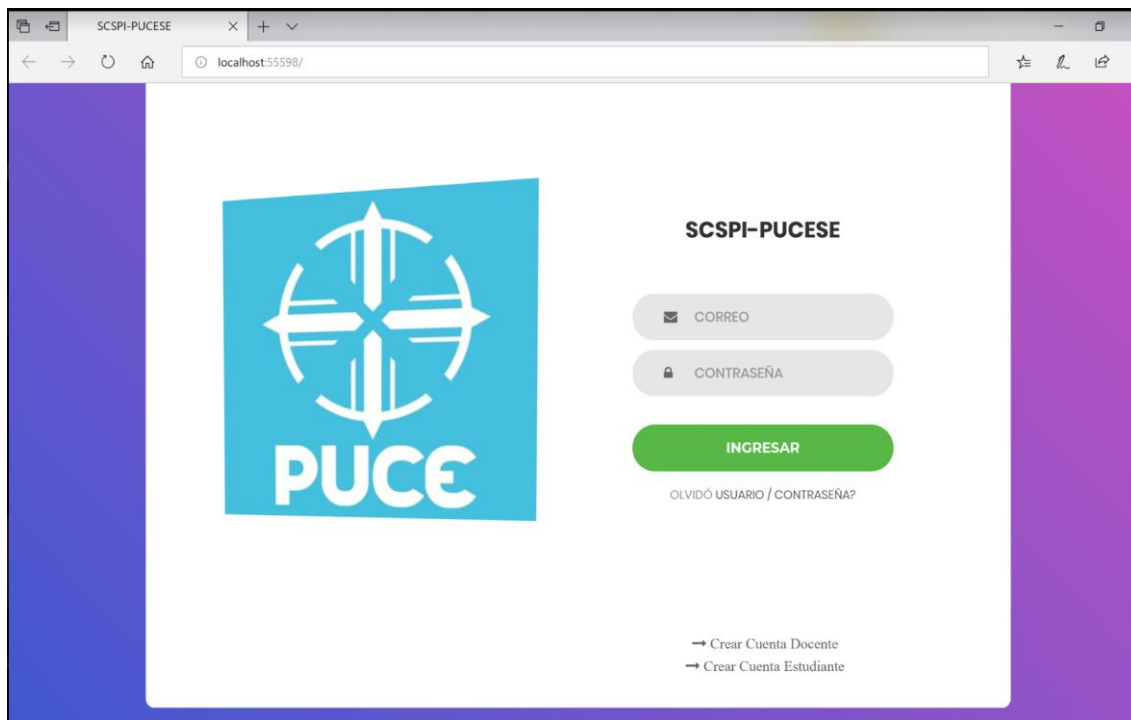 SCSPI-PUCESE
localhost:55598/
PUCE
SCSPI-PUCESE
CORREO
CONTRASEÑA
INGRESAR
OLVIDÓ USUARIO / CONTRASEÑA?
→ Crear Cuenta Docente
→ Crear Cuenta Estudiante